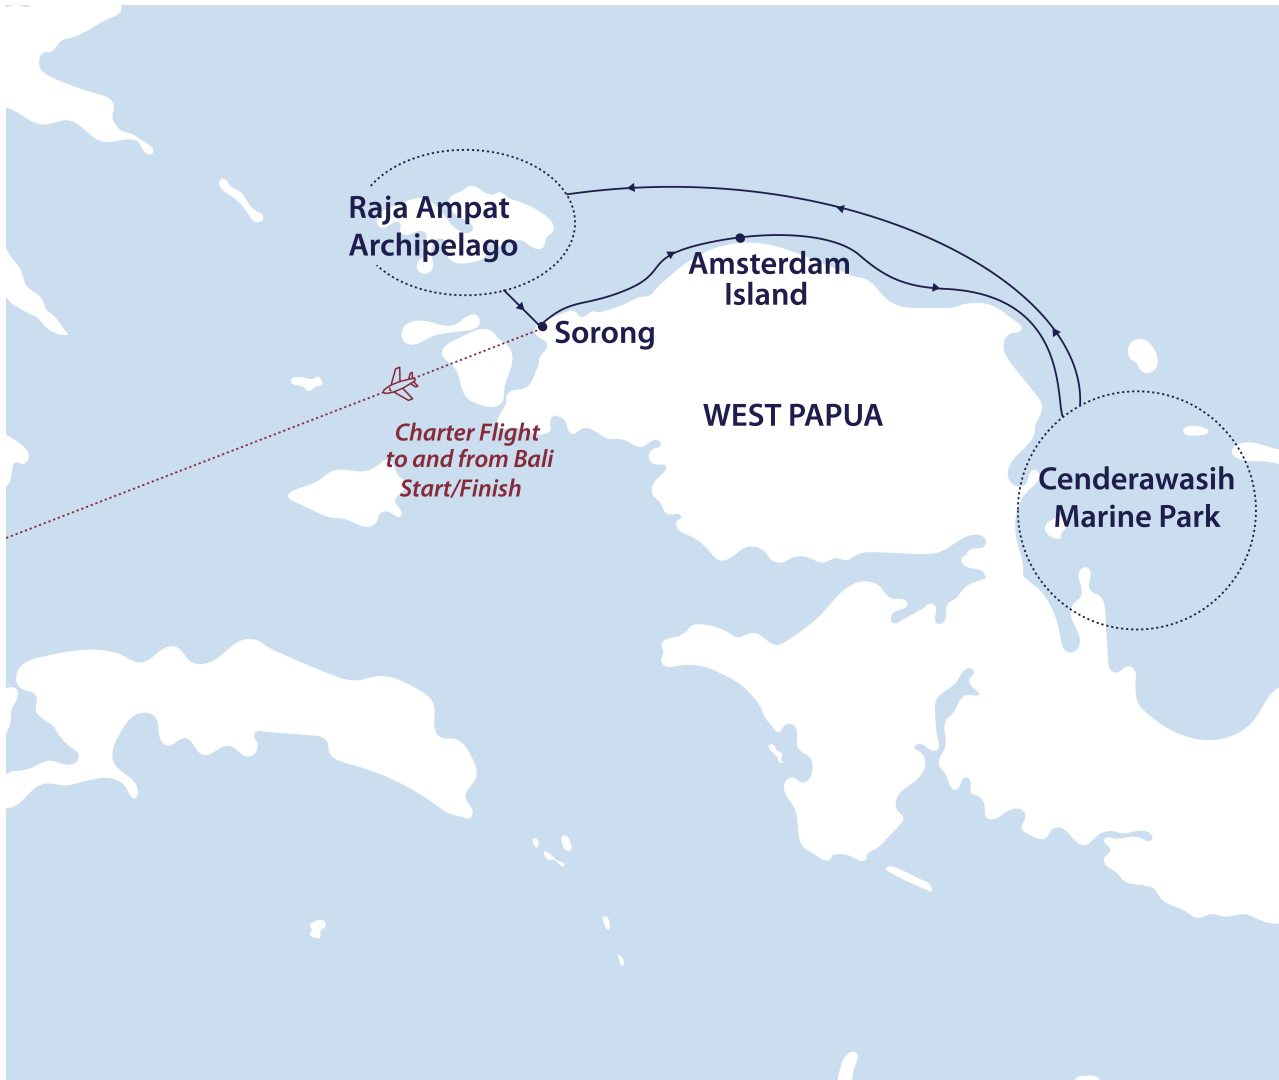 Raja Ampat
Archipelago
Amsterdam
Island
Sorong
WEST PAPUA
Charter Flight
to and from Bali
Start/Finish
Cenderawasih
Marine Park